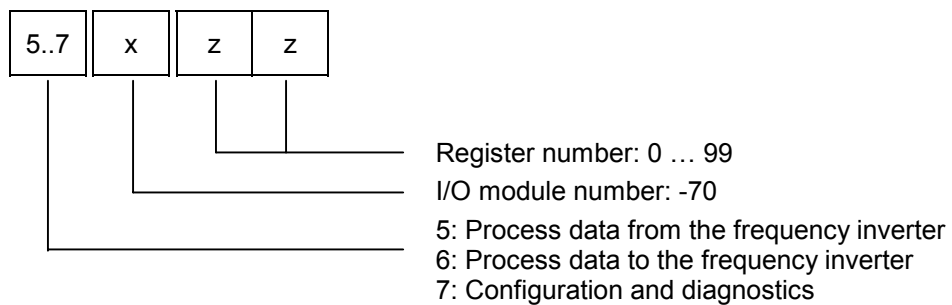 5..7 x z z
Register number: 0 … 99
I/O module number: -70
5: Process data from the frequency inverter
6: Process data to the frequency inverter
7: Configuration and diagnostics